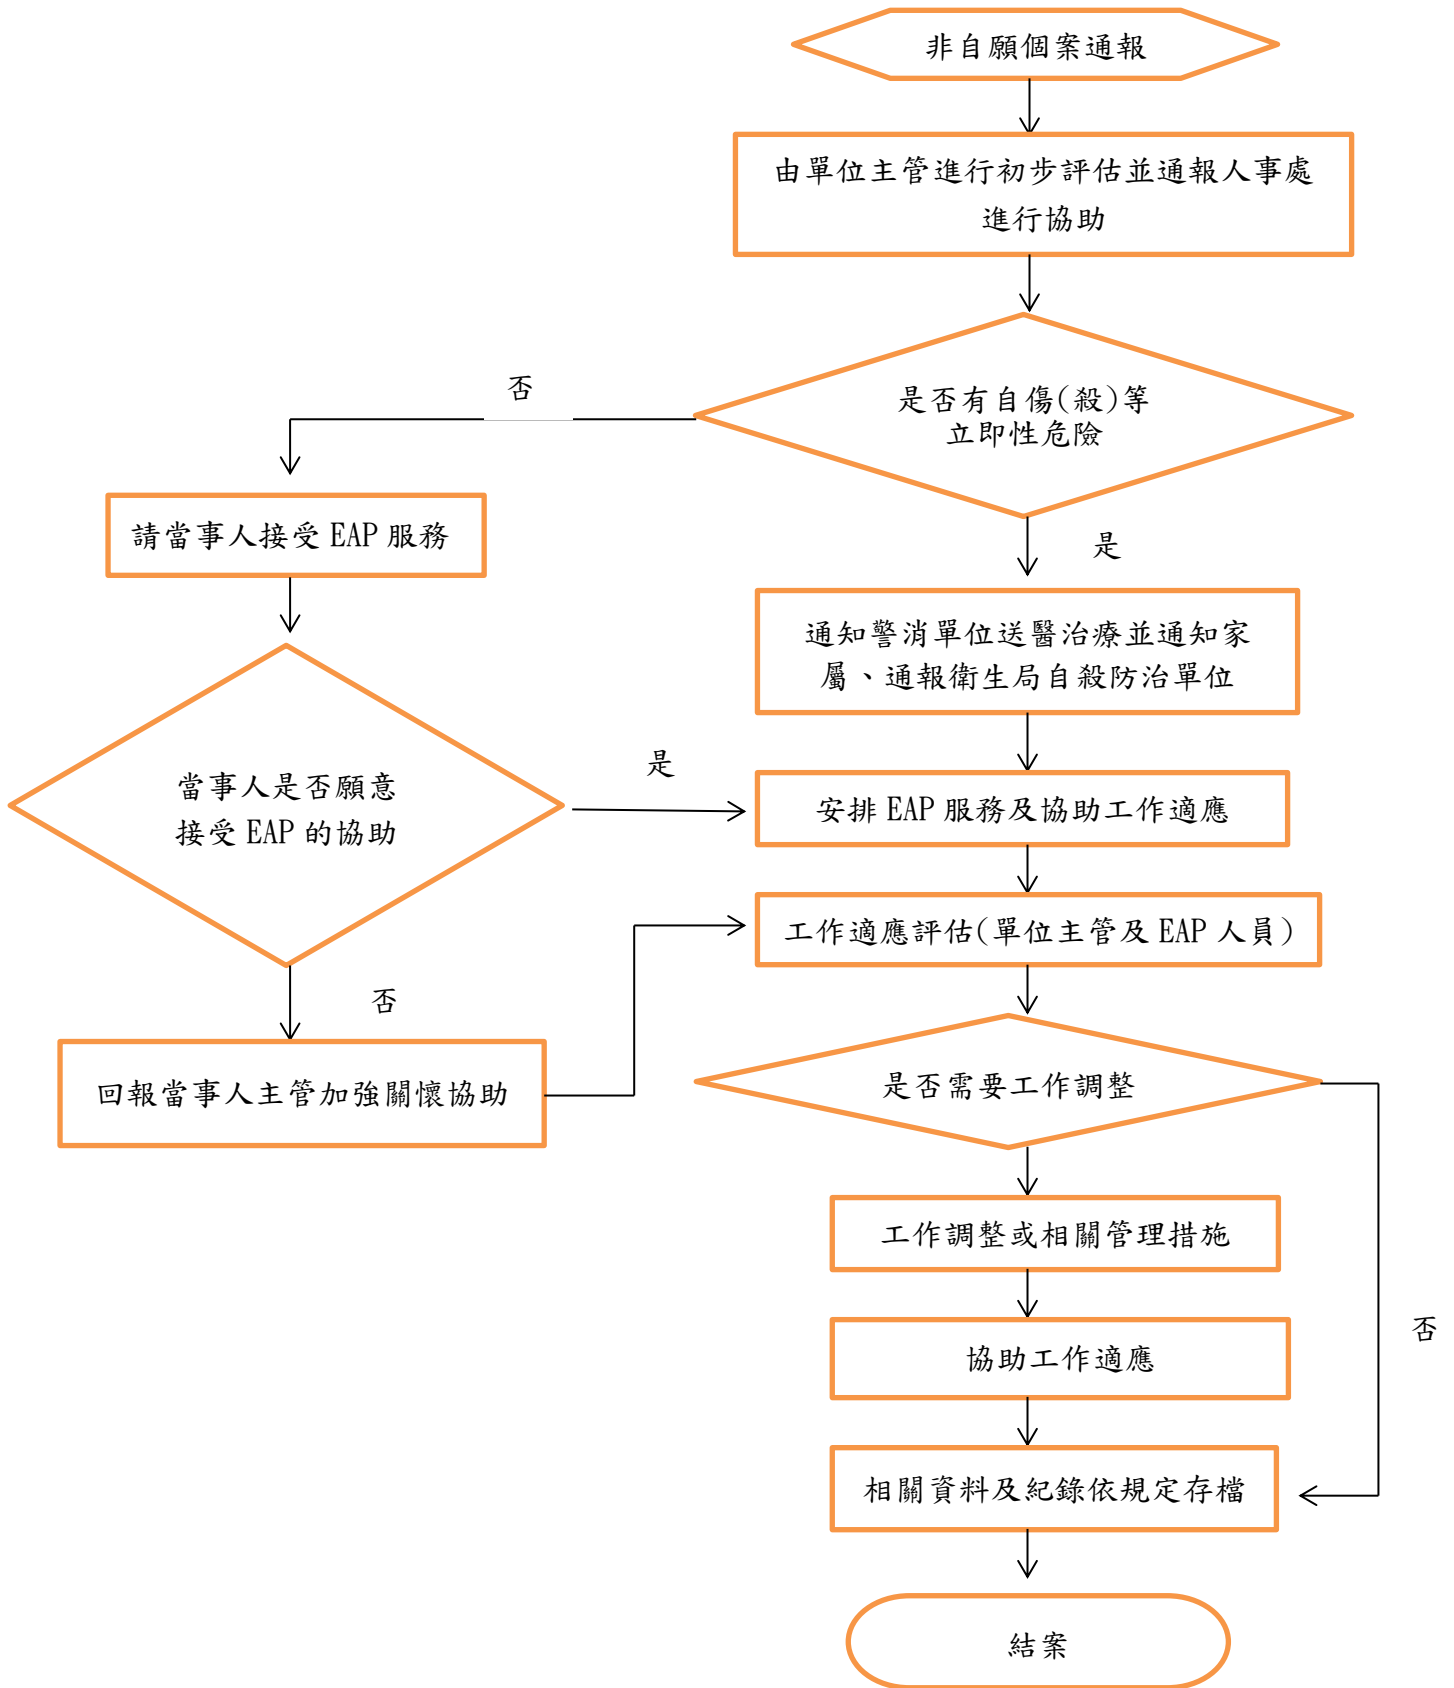 非自願個案通報
由單位主管進行初步評估並通報人事處
進行協助
是否有自傷(殺)等
立即性危險
否
是
請當事人接受 EAP 服務
通知警消單位送醫治療並通知家
屬、通報衛生局自殺防治單位
當事人是否願意
接受 EAP 的協助
是
安排 EAP 服務及協助工作適應
工作適應評估(單位主管及 EAP 人員)
否
回報當事人主管加強關懷協助
是否需要工作調整
工作調整或相關管理措施
否
協助工作適應
相關資料及紀錄依規定存檔
結案